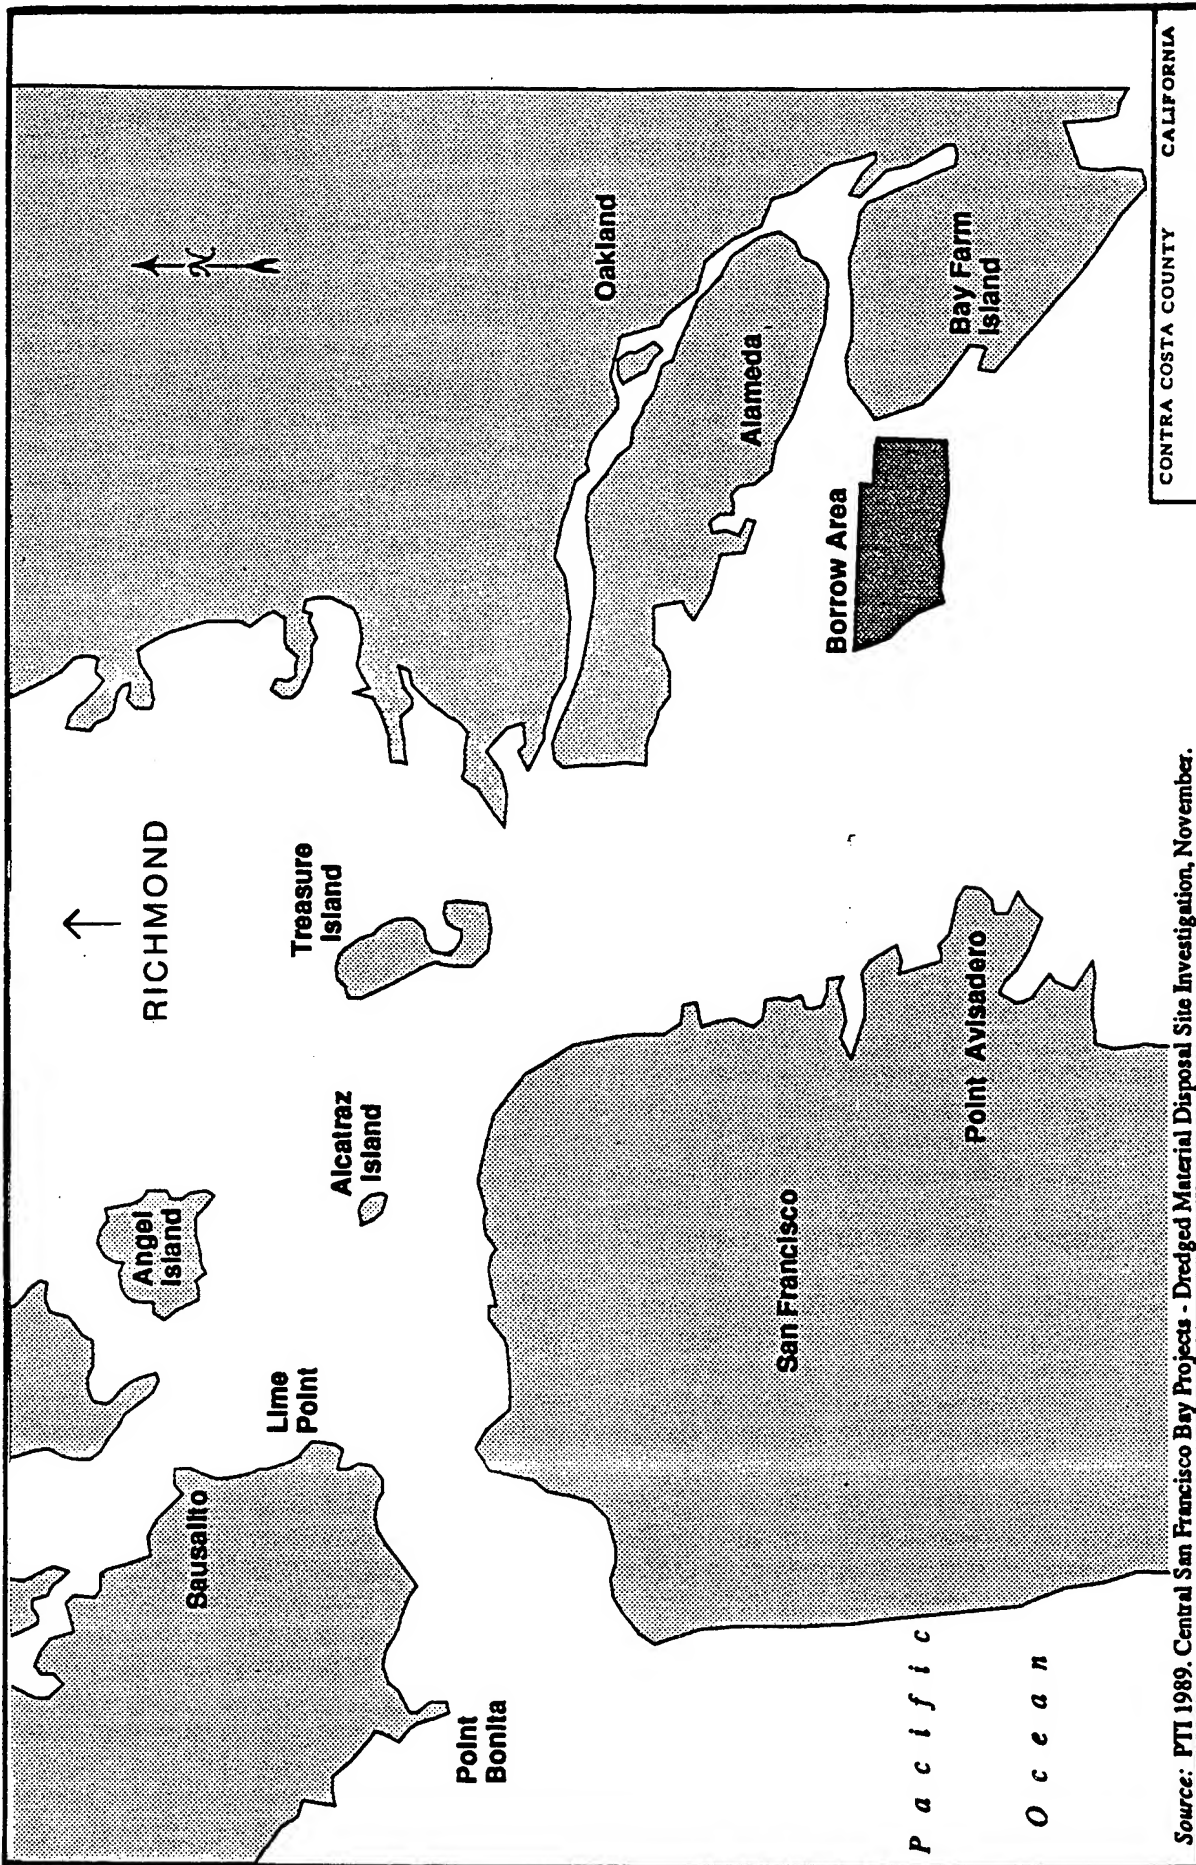 RICHMOND
N
Sausalito
Lime
Point
Angel
Island
Alcatraz
Island
Treasure
Island
Oakland
Point
Bonita
Alameda
San Francisco
Borrow Area
Bay Farm
Island
Point Avisadero
Pacific
Ocean
CONTRA COSTA COUNTY CALIFORNIA
Source: PTI 1989. Central San Francisco Bay Projects - Dredged Material Disposal Site Investigation, November.